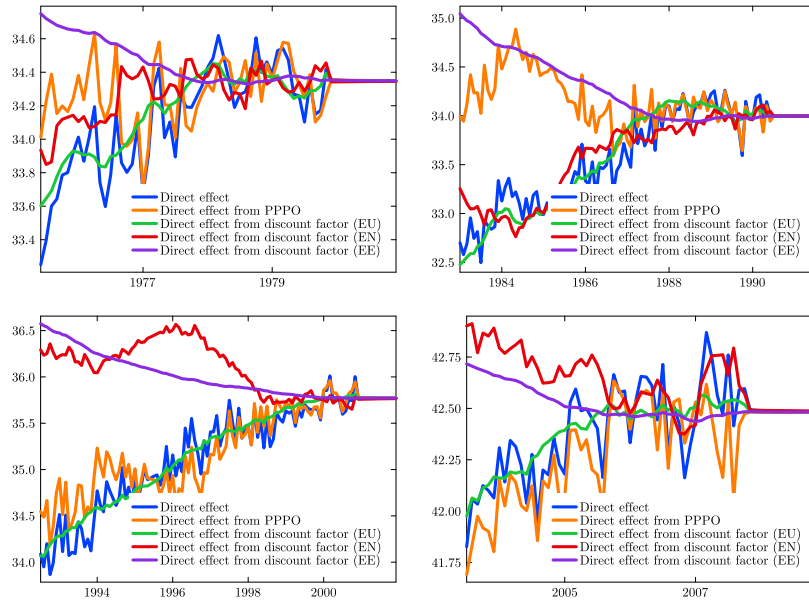 34.6
34.4
34.2
34.0
33.8
33.6
33.4
Direct effect
Direct effect from PPPO
Direct effect from discount factor (EU)
Direct effect from discount factor (EN)
Direct effect from discount factor (EE)
1977
1979
35.0
34.5
34.0
33.5
33.0
32.5
Direct effect
Direct effect from PPPO
Direct effect from discount factor (EU)
Direct effect from discount factor (EN)
Direct effect from discount factor (EE)
1984
1986
1988
1990
36.5
36.0
35.5
35.0
34.5
34.0
Direct effect
Direct effect from PPPO
Direct effect from discount factor (EU)
Direct effect from discount factor (EN)
Direct effect from discount factor (EE)
1994
1996
1998
2000
42.75
42.50
42.25
42.00
41.75
Direct effect
Direct effect from PPPO
Direct effect from discount factor (EU)
Direct effect from discount factor (EN)
Direct effect from discount factor (EE)
2005
2007